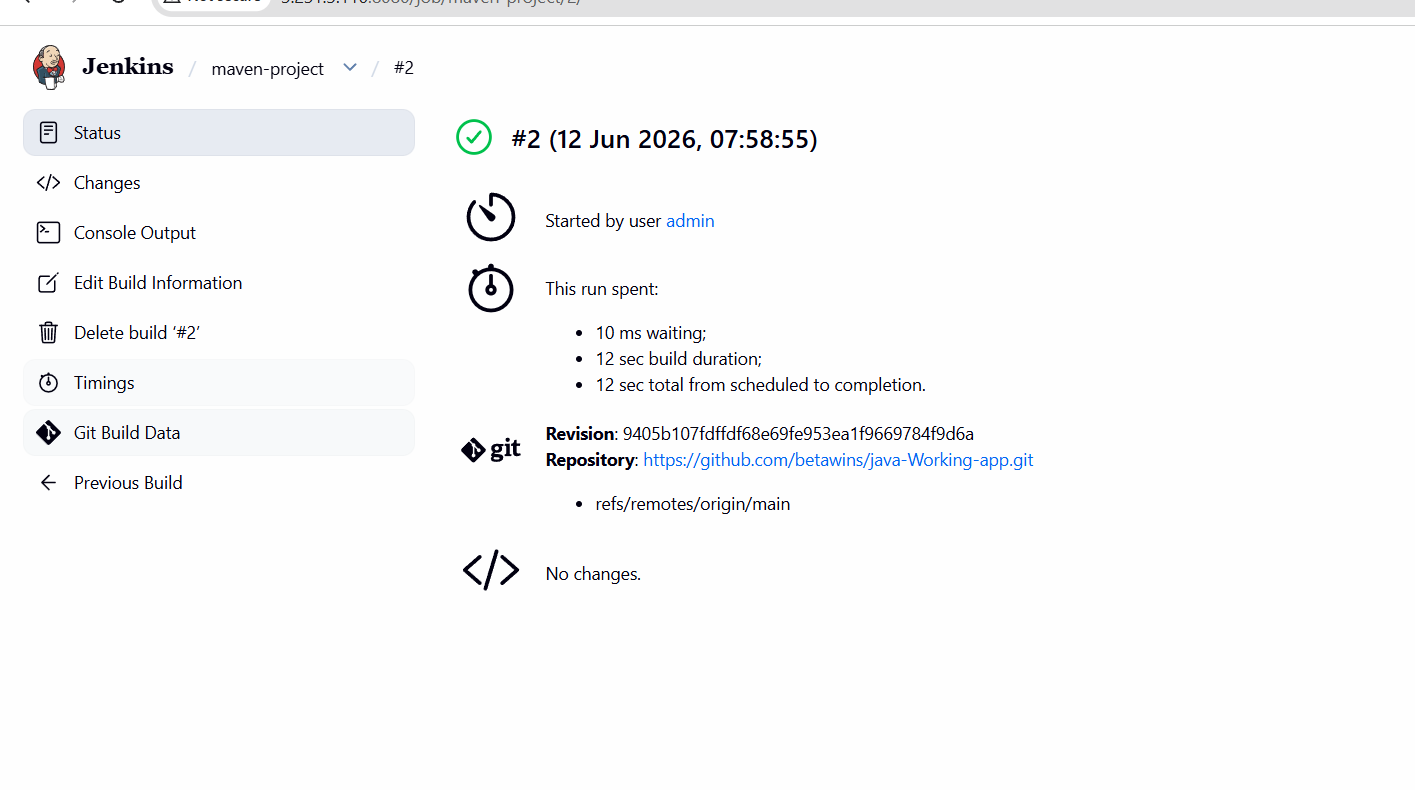 Jenkins / maven-project / #2
Status
Changes
Console Output
Edit Build Information
Delete build ‘#2’
Timings
Git Build Data
Previous Build
#2 (12 Jun 2026, 07:58:55)
Started by user admin
This run spent:
• 10 ms waiting;
• 12 sec build duration;
• 12 sec total from scheduled to completion.
git
Revision: 9405b107fdffdf68e69fe953ea1f9669784f9d6a
Repository: https://github.com/betawins/java-Working-app.git
• refs/remotes/origin/main
No changes.